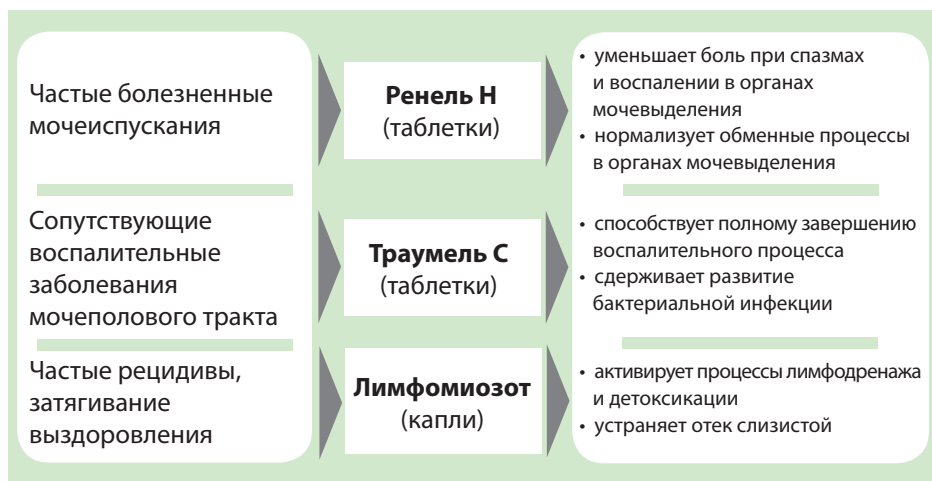 Частые болезненные
мочеиспускания
Ренель Н
(таблетки)
• уменьшает боль при спазмах
и воспалении в органах
мочевыделения
• нормализует обменные процессы
в органах мочевыделения
Сопутствующие
воспалительные
заболевания
мочеполового тракта
Траумель С
(таблетки)
• способствует полному завершению
воспалительного процесса
• сдерживает развитие
бактериальной инфекции
Частые рецидивы,
затягивание
выздоровления
Лимфомиозот
(капли)
• активирует процессы лимфодренажа
и детоксикации
• устраняет отек слизистой